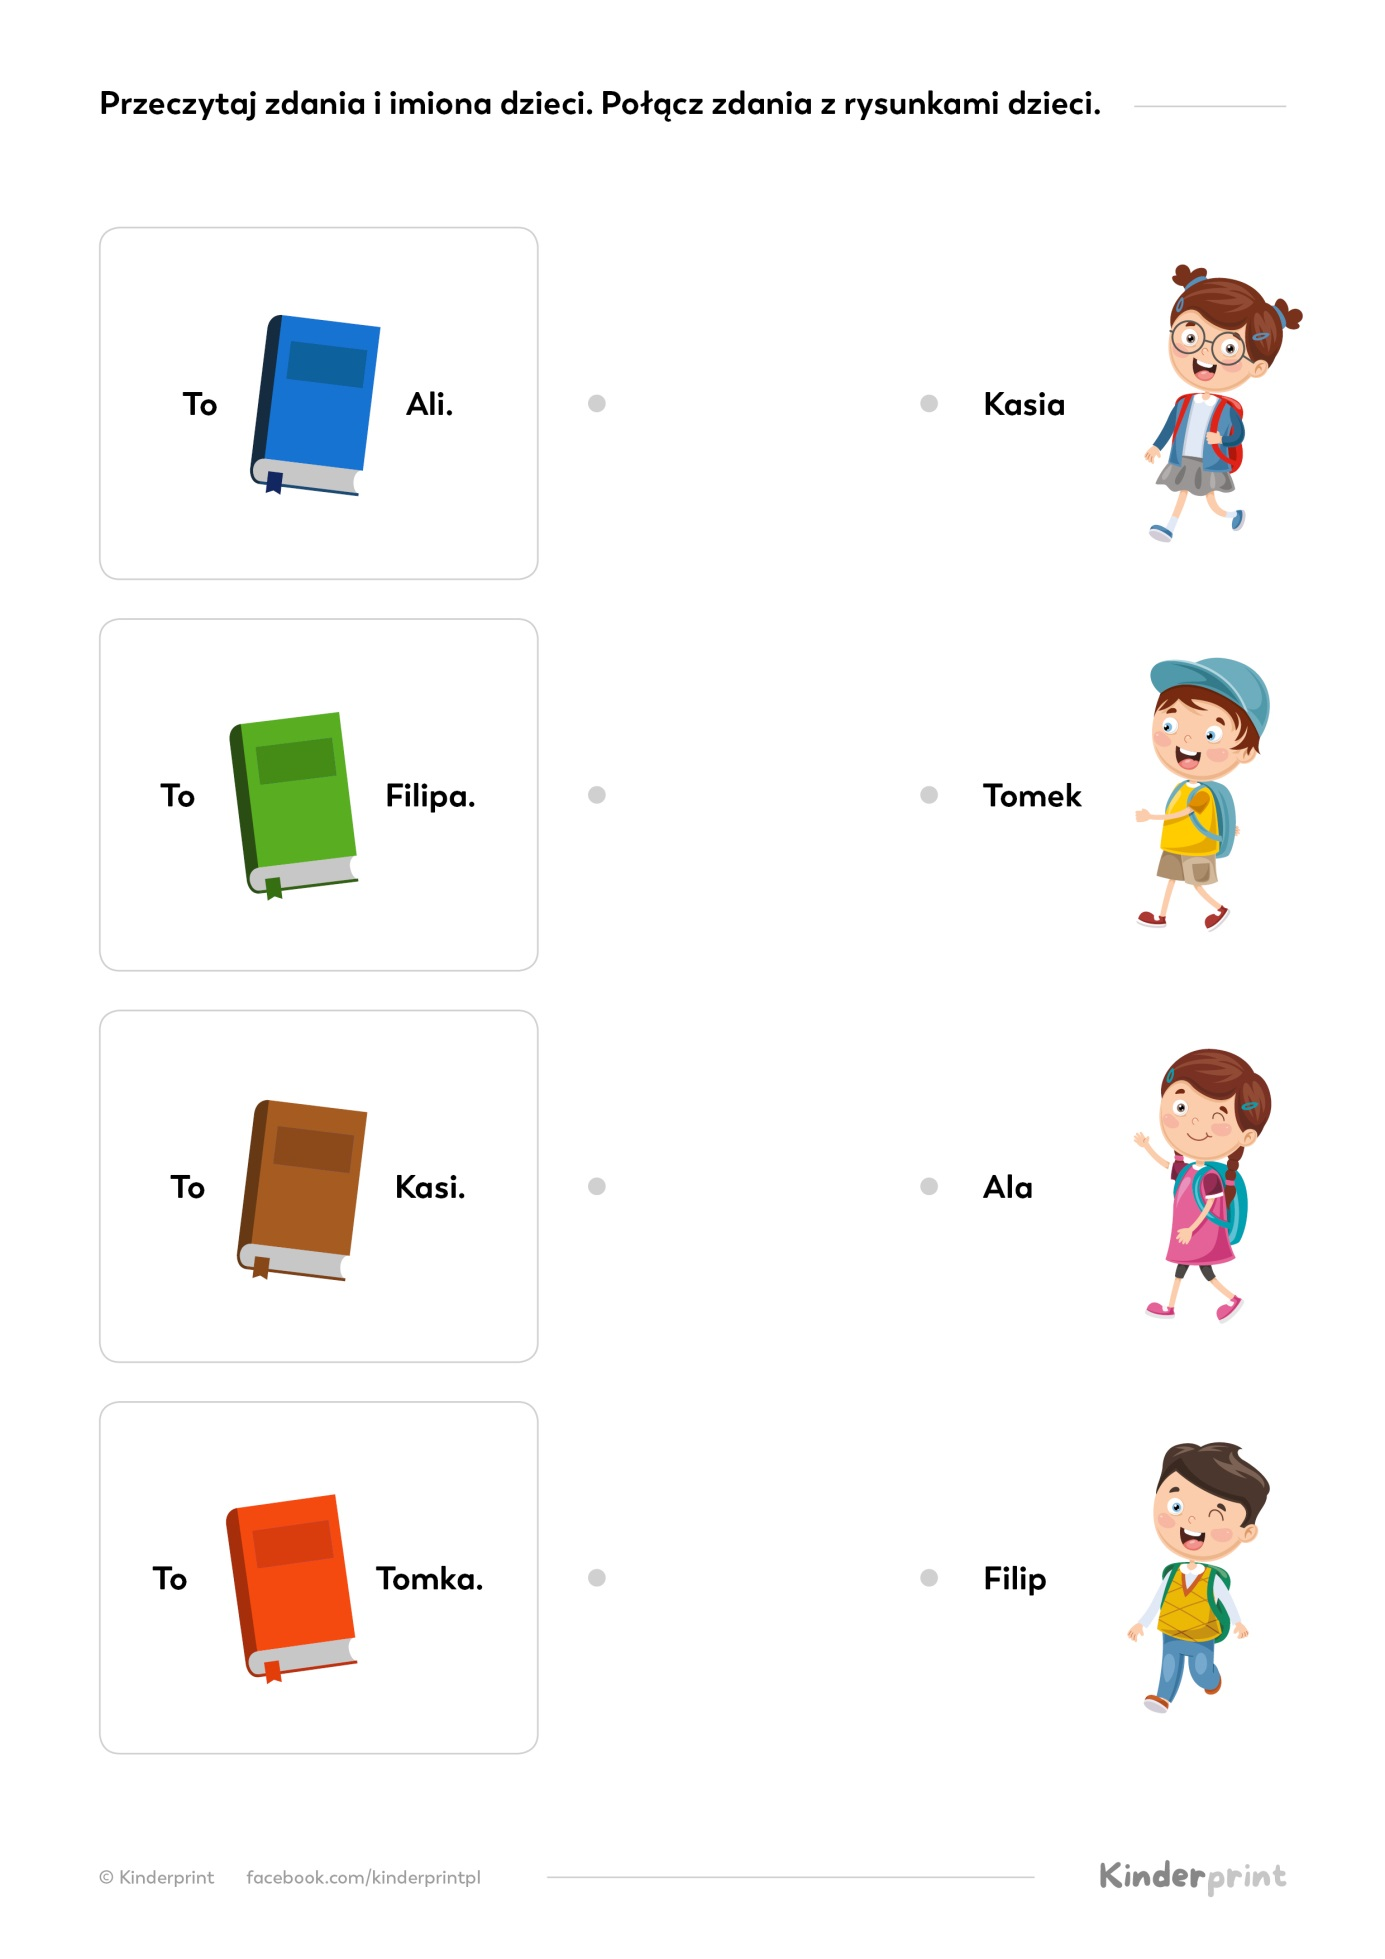 Przeczytaj zdania i imiona dzieci. Połącz zdania z rysunkami dzieci.
To Ali. Kasia
To Filipa. Tomek
To Kasi. Ala
To Tomka. Filip
© Kinderprint facebook.com/kinderprintpl Kinderprint